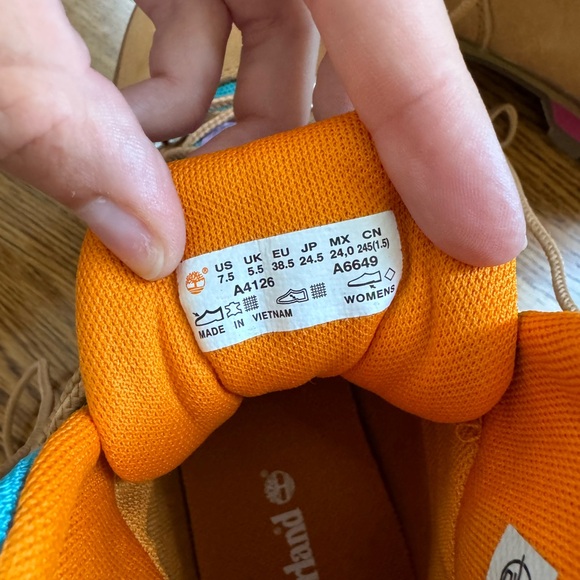 US UK EU JP MX CN
7.5 5.5 38.5 24.5 24,0 245(1.5)
A4126 A6649
WOMENS
MADE IN VIETNAM
erland